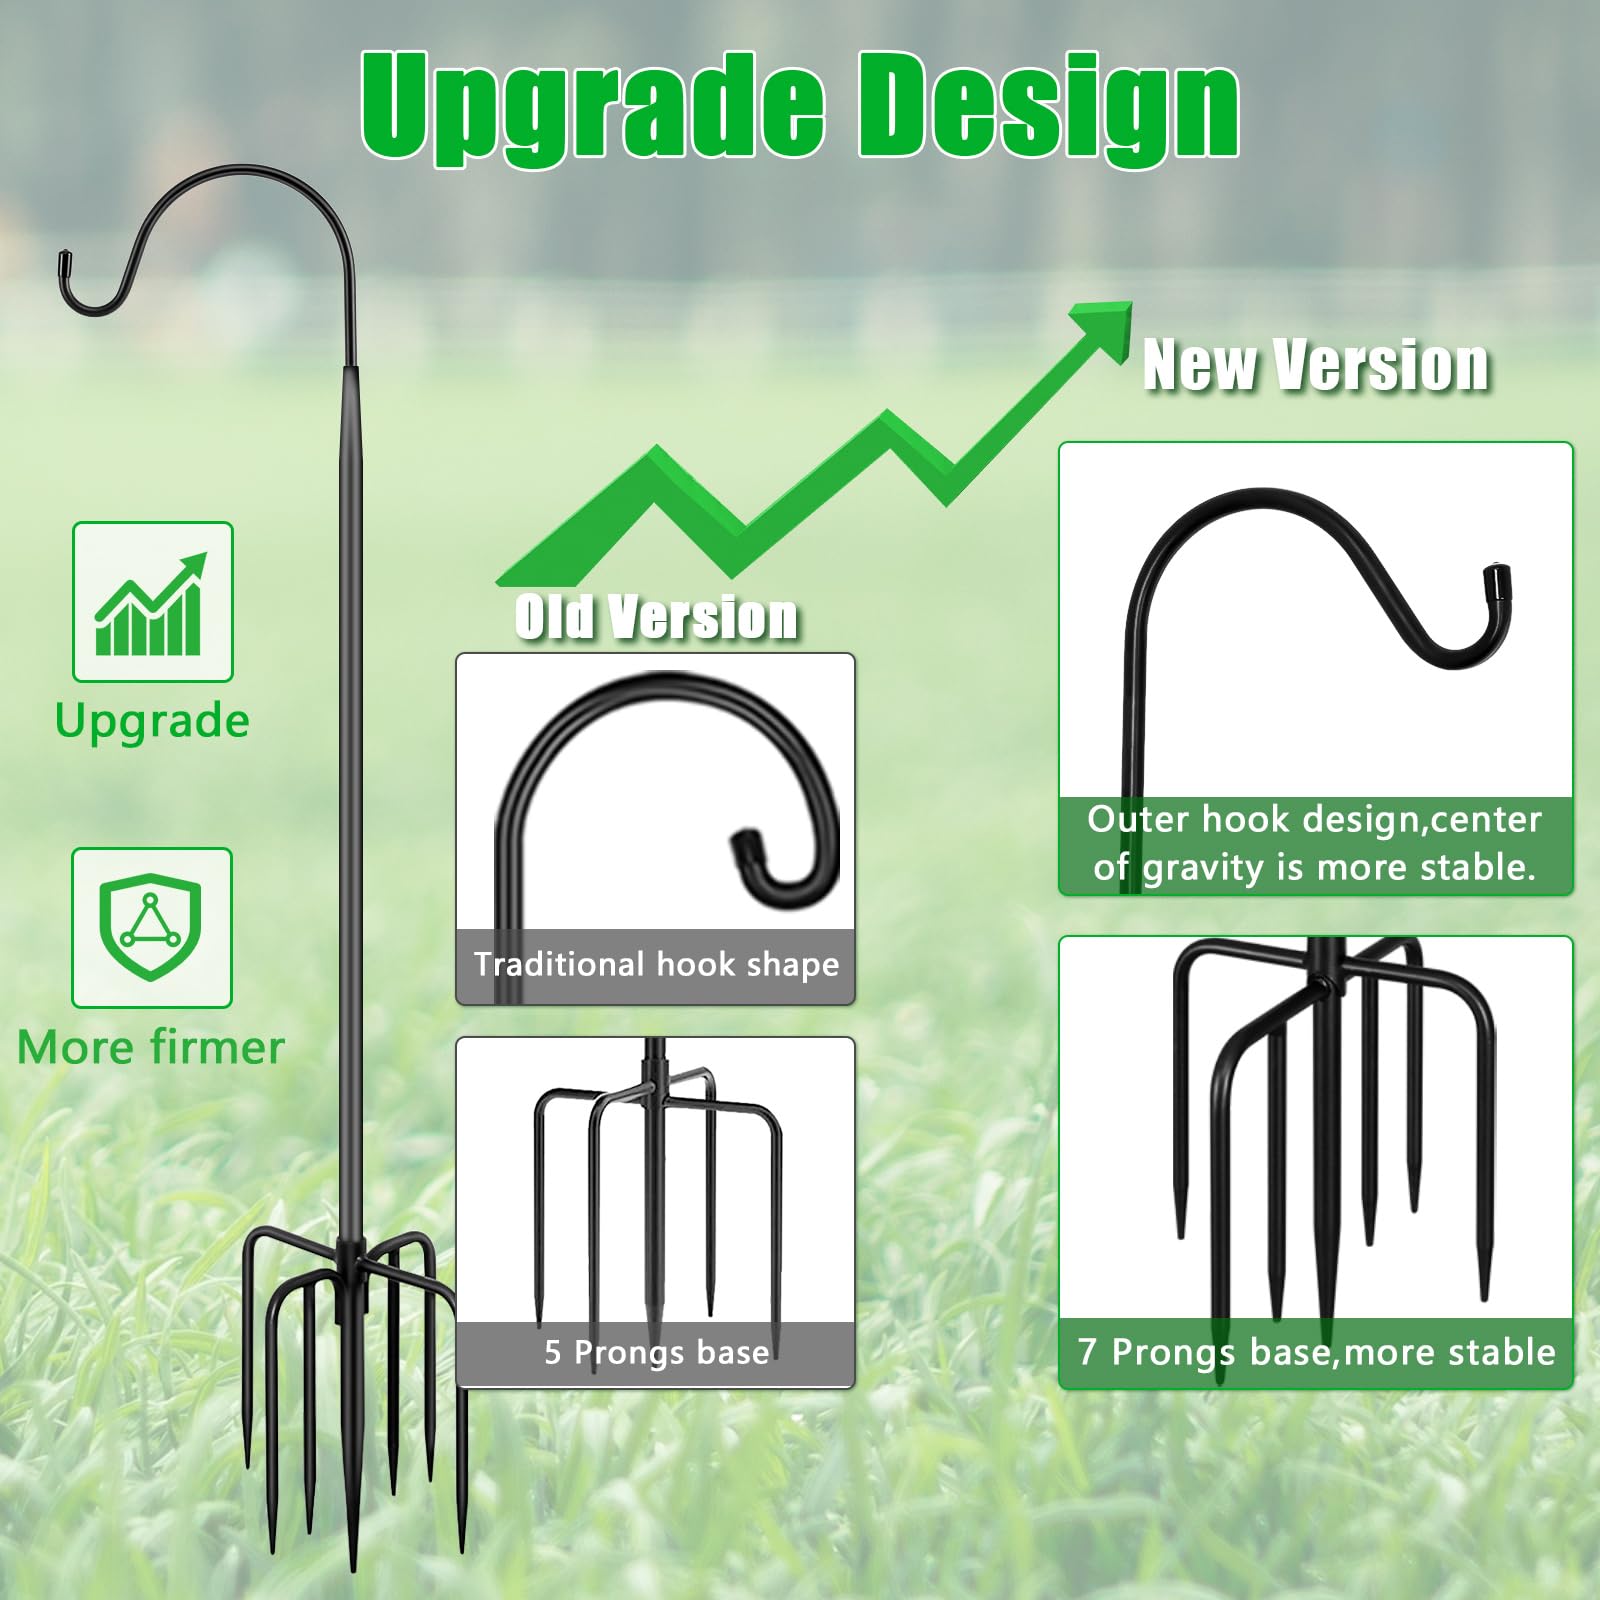 Upgrade Design
New Version
Old Version
Upgrade
More firmer
Traditional hook shape
5 Prongs base
Outer hook design,center
of gravity is more stable.
7 Prongs base,more stable